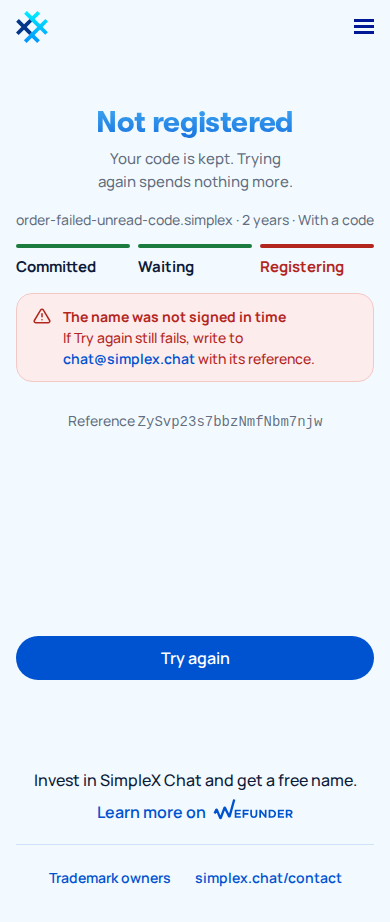 Not registered
Your code is kept. Trying
again spends nothing more.
order-failed-unread-code.simplex · 2 years · With a code
Committed
Waiting
Registering
The name was not signed in time
If Try again still fails, write to
chat@simplex.chat with its reference.
Reference ZySvp23s7bbzNmfNbm7njw
Try again
Invest in SimpleX Chat and get a free name.
Learn more on WEFUNDER
Trademark owners simplex.chat/contact